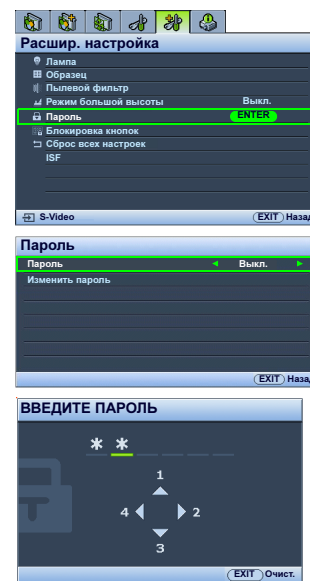 Расшир. настройка
Лампа
Образец
Пылевой фильтр
Режим большой высоты Выкл.
Пароль ENTER
Блокировка кнопок
Сброс всех настроек
ISF
S-Video EXIT Назад
Пароль
Пароль Выкл.
Изменить пароль
EXIT Назад
ВВЕДИТЕ ПАРОЛЬ
* *
1
4 2
3
EXIT Очист.